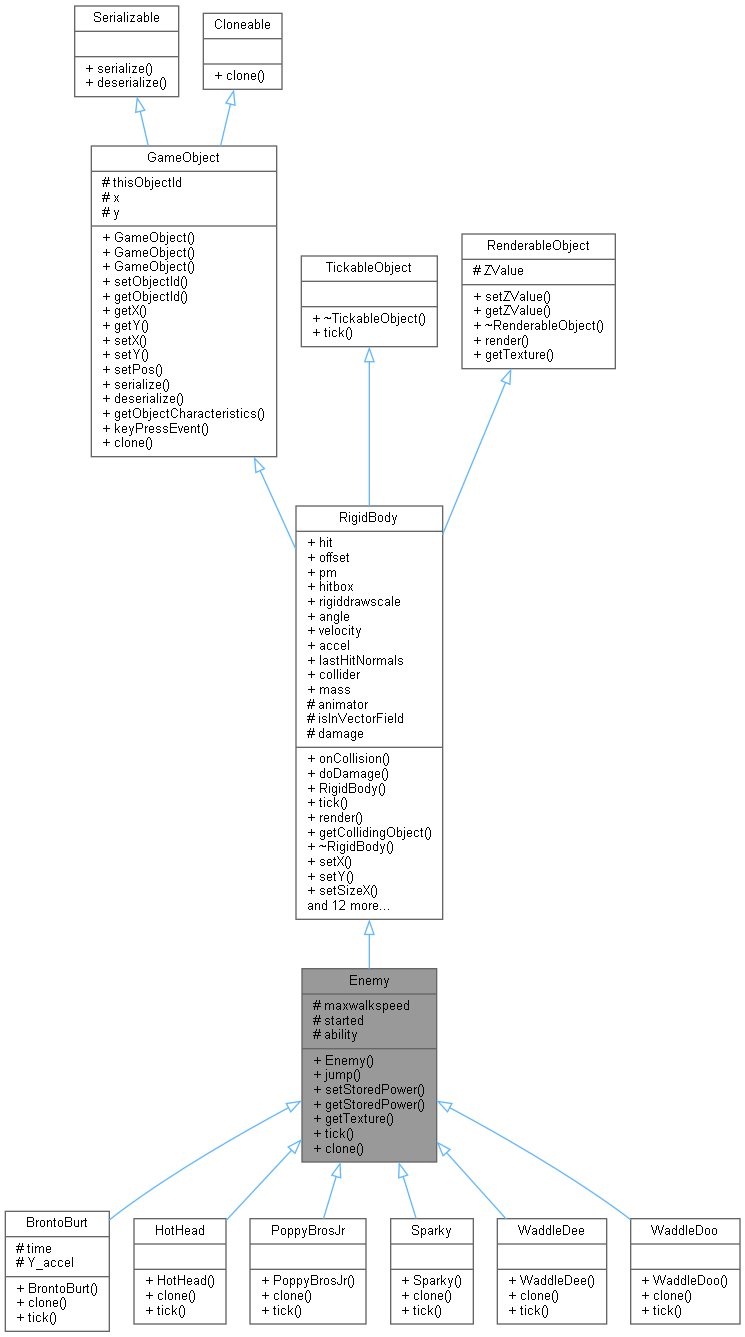 Serializable
+ serialize()
+ deserialize()
Cloneable
+ clone()
GameObject
# thisObjectId
# x
# y
+ GameObject()
+ GameObject()
+ GameObject()
+ setObjectId()
+ getObjectId()
+ getX()
+ getY()
+ setX()
+ setY()
+ setPos()
+ serialize()
+ deserialize()
+ getObjectCharacteristics()
+ keyPressEvent()
+ clone()
TickableObject
+ ~TickableObject()
+ tick()
RenderableObject
# ZValue
+ setZValue()
+ getZValue()
+ ~RenderableObject()
+ render()
+ getTexture()
RigidBody
+ hit
+ offset
+ pm
+ hitbox
+ rigiddrawscale
+ angle
+ velocity
+ accel
+ lastHitNormals
+ collider
+ mass
# animator
# isInVectorField
# damage
+ onCollision()
+ doDamage()
+ RigidBody()
+ tick()
+ render()
+ getCollidingObject()
+ ~RigidBody()
+ setX()
+ setY()
+ setSizeX()
and 12 more...
Enemy
# maxwalkspeed
# started
# ability
+ Enemy()
+ jump()
+ setStoredPower()
+ getStoredPower()
+ getTexture()
+ tick()
+ clone()
BrontoBurt
# time
# Y_accel
+ BrontoBurt()
+ clone()
+ tick()
HotHead
+ HotHead()
+ clone()
+ tick()
PoppyBrosJr
+ PoppyBrosJr()
+ clone()
+ tick()
Sparky
+ Sparky()
+ clone()
+ tick()
WaddleDee
+ WaddleDee()
+ clone()
+ tick()
WaddleDoo
+ WaddleDoo()
+ clone()
+ tick()